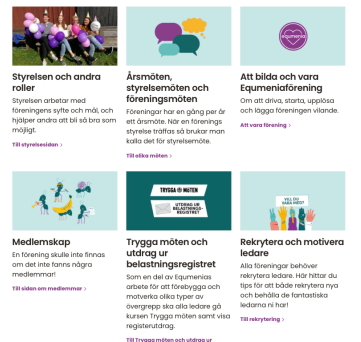 equmenia
Styrelsen och andra
roller
Styrelsen arbetar med
föreningens syfte och mål, och
hjälper andra att bli så bra som
möjligt.
Till styrelsesidan ›
Årsmöten,
styrelsemöten och
föreningsmöten
Föreningar har en gång per år
ett årsmöte. När en förenings
styrelse träffas så brukar man
kalla det för styrelsemöte.
Till olika möten ›
Att bilda och vara
Equmeniaförening
Om att driva, starta, upplösa
och lägga föreningen vilande.
Att vara förening ›
TRYGGA MÖTEN
UTDRAG UR
BELASTNINGS-
REGISTRET
VILL DU
VARA MED?
Medlemskap
En förening skulle inte finnas
om det inte fanns några
medlemmar!
Till sidan om medlemmar ›
Trygga möten och
utdrag ur
belastningsregistret
Som en del av Equmenias
arbete för att förebygga och
motverka olika typer av
övergrepp ska alla ledare gå
kursen Trygga möten samt visa
registerutdrag.
Till Trygga möten och utdrag ur
Rekrytera och motivera
ledare
Alla föreningar behöver
rekrytera ledare. Här hittar du
tips för att både rekrytera nya
och behålla de fantastiska
ledarna ni har!
Till rekrytering ›